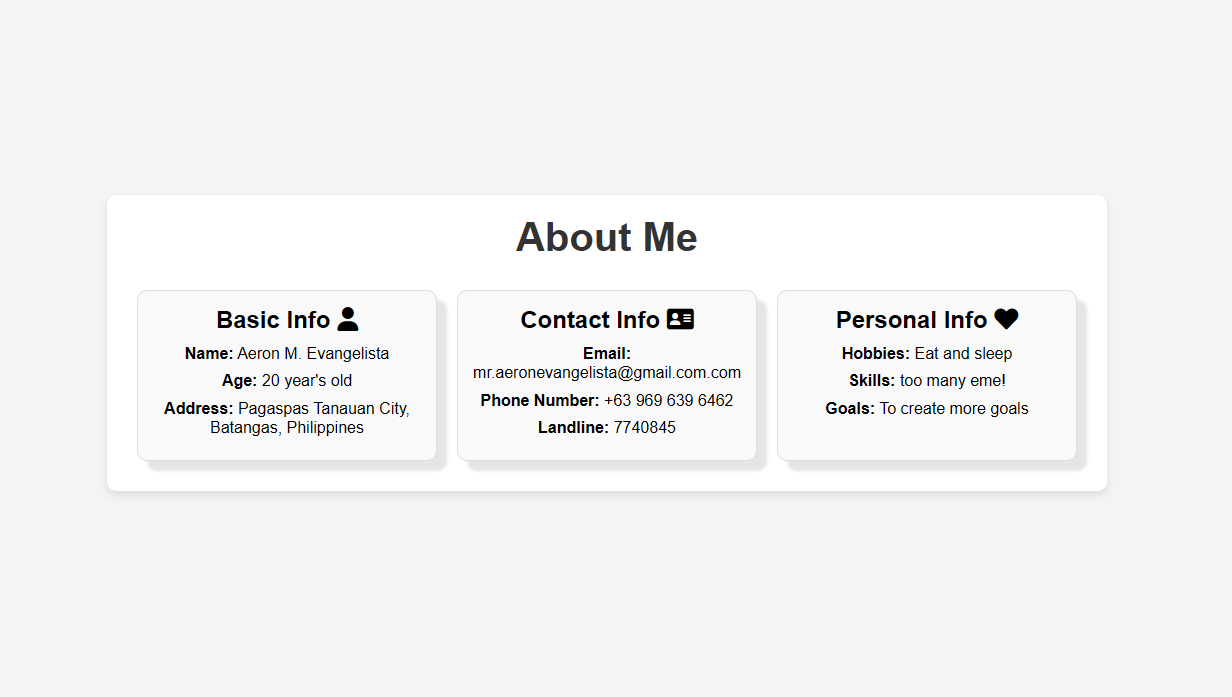 About Me
Basic Info
Name: Aeron M. Evangelista
Age: 20 year's old
Address: Pagaspas Tanauan City,
Batangas, Philippines
Contact Info
Email:
mr.aeronevangelista@gmail.com.com
Phone Number: +63 969 639 6462
Landline: 7740845
Personal Info
Hobbies: Eat and sleep
Skills: too many eme!
Goals: To create more goals